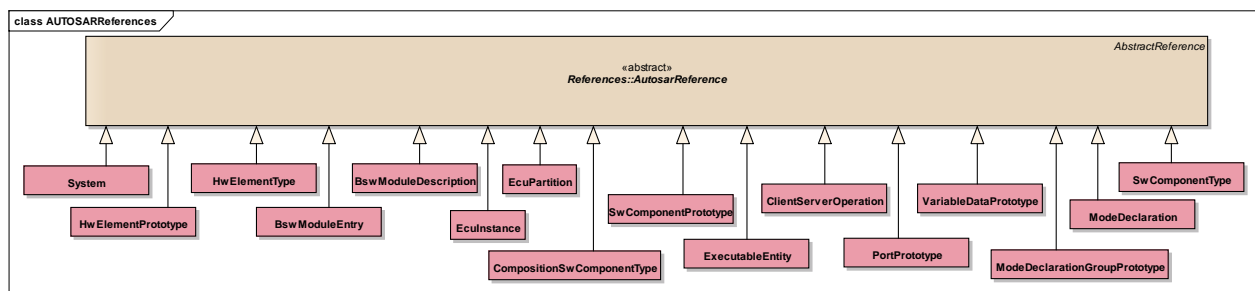 class AUTOSARReferences
AbstractReference
«abstract»
References::AutosarReference
System
HwElementPrototype
HwElementType
BswModuleEntry
BswModuleDescription
EcuInstance
EcuPartition
CompositionSwComponentType
SwComponentPrototype
ExecutableEntity
ClientServerOperation
PortPrototype
VariableDataPrototype
ModeDeclarationGroupPrototype
ModeDeclaration
SwComponentType